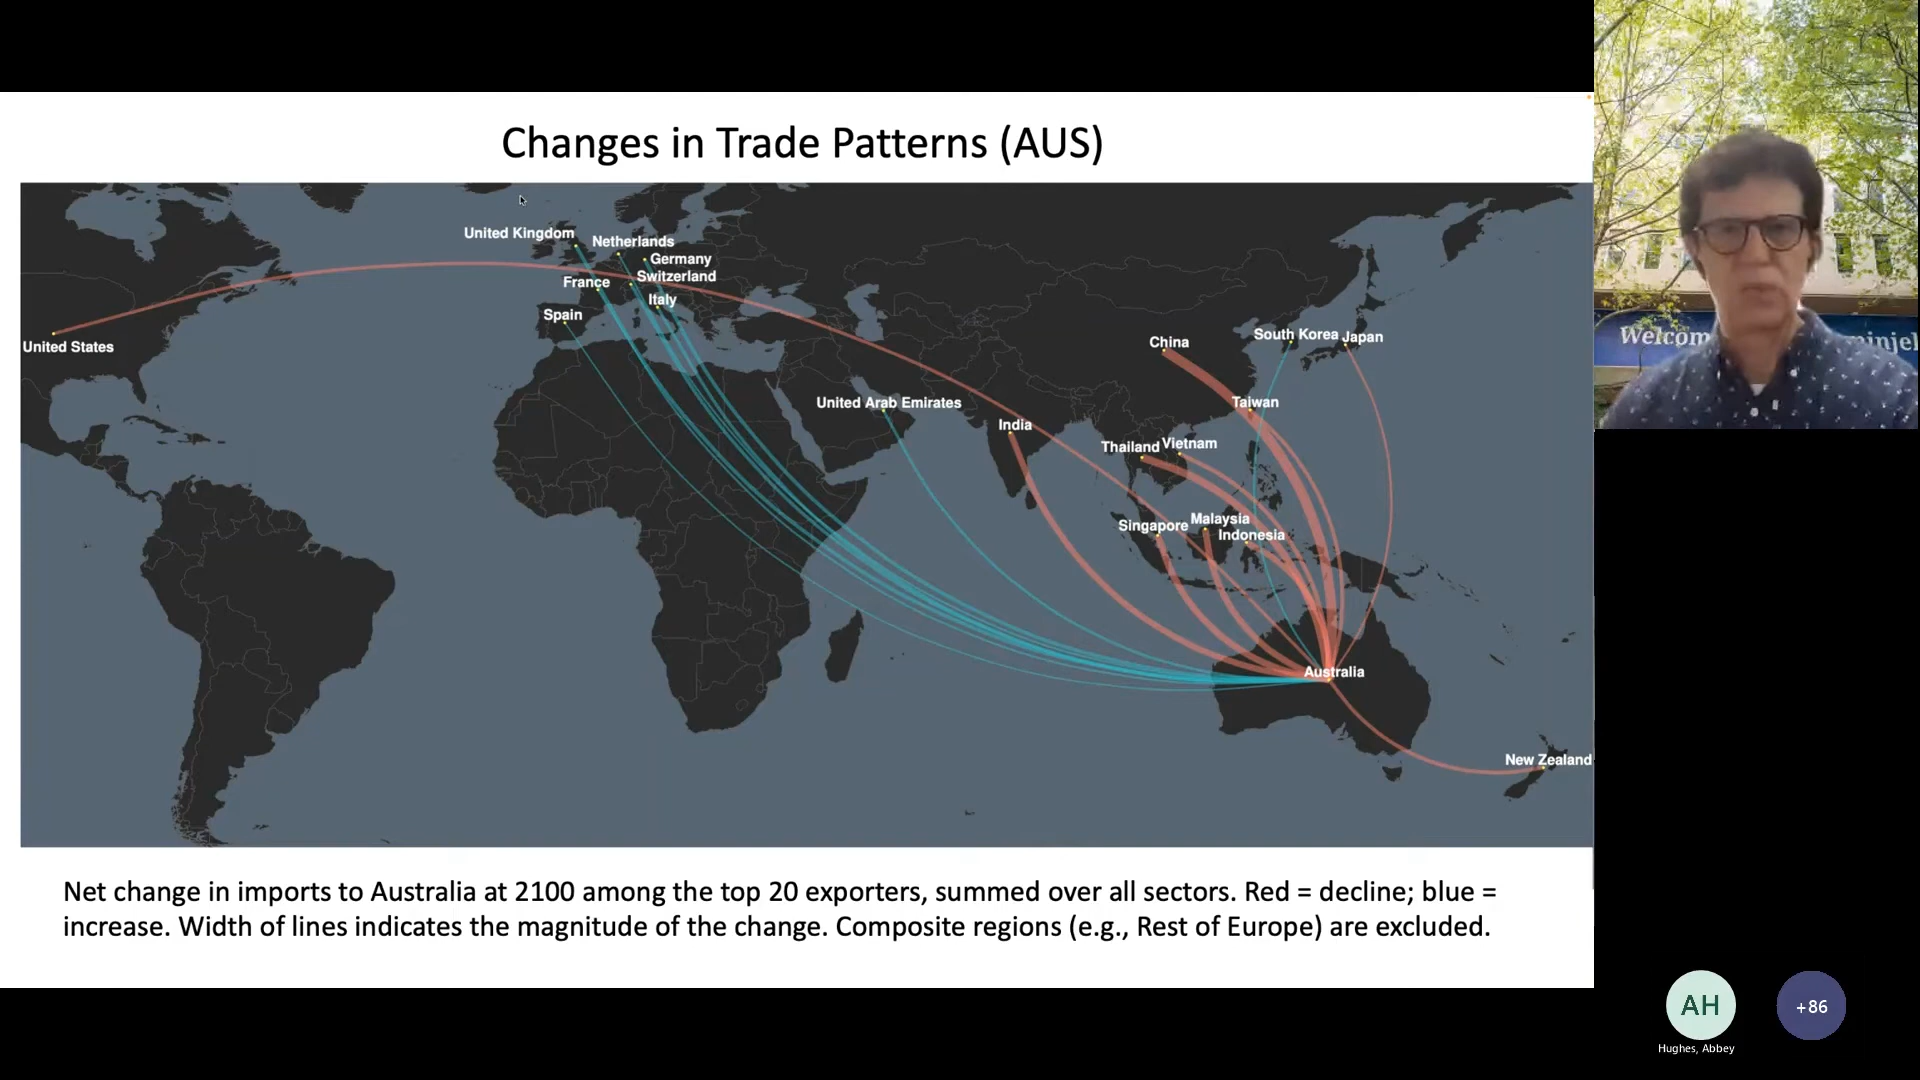 Changes in Trade Patterns (AUS)
United Kingdom
Netherlands
Germany
Switzerland
France
Italy
Spain
United States
China
South Korea
Japan
United Arab Emirates
Taiwan
India
Thailand
Vietnam
Singapore
Malaysia
Indonesia
Australia
New Zealand
Net change in imports to Australia at 2100 among the top 20 exporters, summed over all sectors. Red = decline; blue =
increase. Width of lines indicates the magnitude of the change. Composite regions (e.g., Rest of Europe) are excluded.
Welcom
AH
+86
Hughes, Abbey